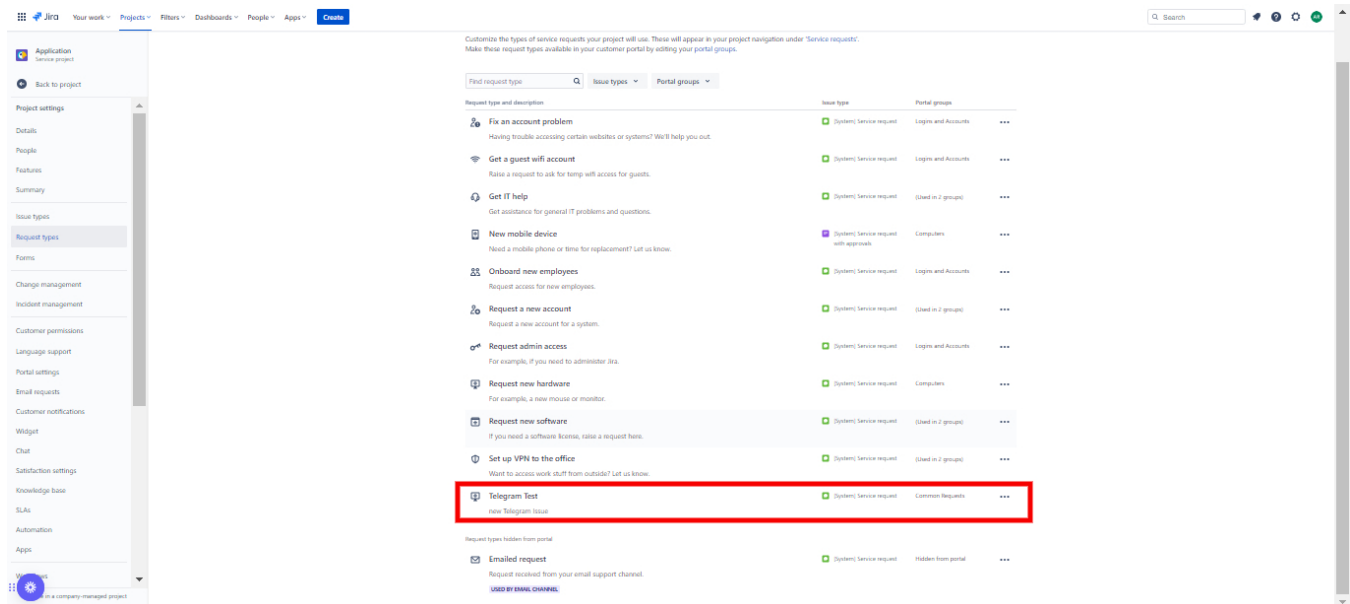 Jira Your work Projects Filters Dashboards People Apps Create Search
Application
Service project
Back to project
Project settings
Details
People
Features
Summary
Issue types
Request types
Forms
Change management
Incident management
Customer permissions
Language support
Portal settings
Email requests
Customer notifications
Widget
Chat
Satisfaction settings
Knowledge base
SLAs
Automation
Apps
in a company-managed project
Customize the types of service requests your project will use. These will appear in your project navigation under 'Service requests'.
Make these request types available in your customer portal by editing your portal groups.
Find request type Issue types Portal groups
Request type and description Issue type Portal groups
Fix an account problem [System] Service request Logins and Accounts
Having trouble accessing certain websites or systems? We'll help you out.
Get a guest wifi account [System] Service request Logins and Accounts
Raise a request to ask for temp wifi access for guests.
Get IT help [System] Service request (Used in 2 groups)
Get assistance for general IT problems and questions.
New mobile device [System] Service request Computers
with approvals
Need a mobile phone or time for replacement? Let us know.
Onboard new employees [System] Service request Logins and Accounts
Request access for new employees.
Request a new account [System] Service request (Used in 2 groups)
Request a new account for a system.
Request admin access [System] Service request Logins and Accounts
For example, if you need to administer Jira.
Request new hardware [System] Service request Computers
For example, a new mouse or monitor.
Request new software [System] Service request (Used in 2 groups)
If you need a software license, raise a request here.
Set up VPN to the office [System] Service request (Used in 2 groups)
Want to access work stuff from outside? Let us know.
Telegram Test [System] Service request Common Requests
new Telegram Issue
Request types hidden from portal
Emailed request [System] Service request Hidden from portal
Request received from your email support channel.
USED BY EMAIL CHANNEL